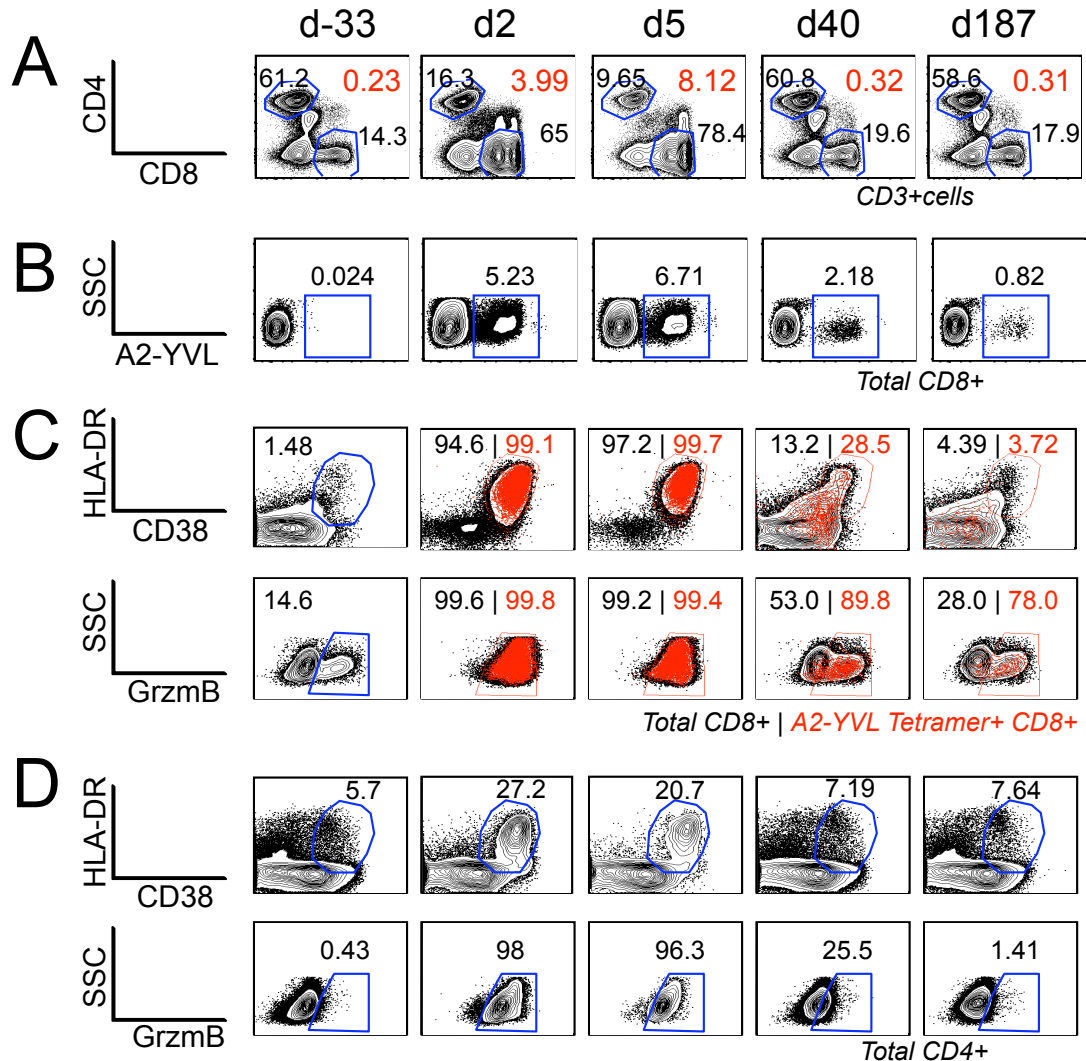 d-33 d2 d5 d40 d187
A
CD4
CD8
61.2 0.23 14.3
16.3 3.99 65
9.65 8.12 78.4
60.8 0.32 19.6
58.6 0.31 17.9
CD3+cells
B
SSC
A2-YVL
0.024 5.23 6.71 2.18 0.82
Total CD8+
C
HLA-DR
CD38
1.48 94.6 | 99.1 97.2 | 99.7 13.2 | 28.5 4.39 | 3.72
SSC
GrzmB
14.6 99.6 | 99.8 99.2 | 99.4 53.0 | 89.8 28.0 | 78.0
Total CD8+ | A2-YVL Tetramer+ CD8+
D
HLA-DR
CD38
5.7 27.2 20.7 7.19 7.64
SSC
GrzmB
0.43 98 96.3 25.5 1.41
Total CD4+